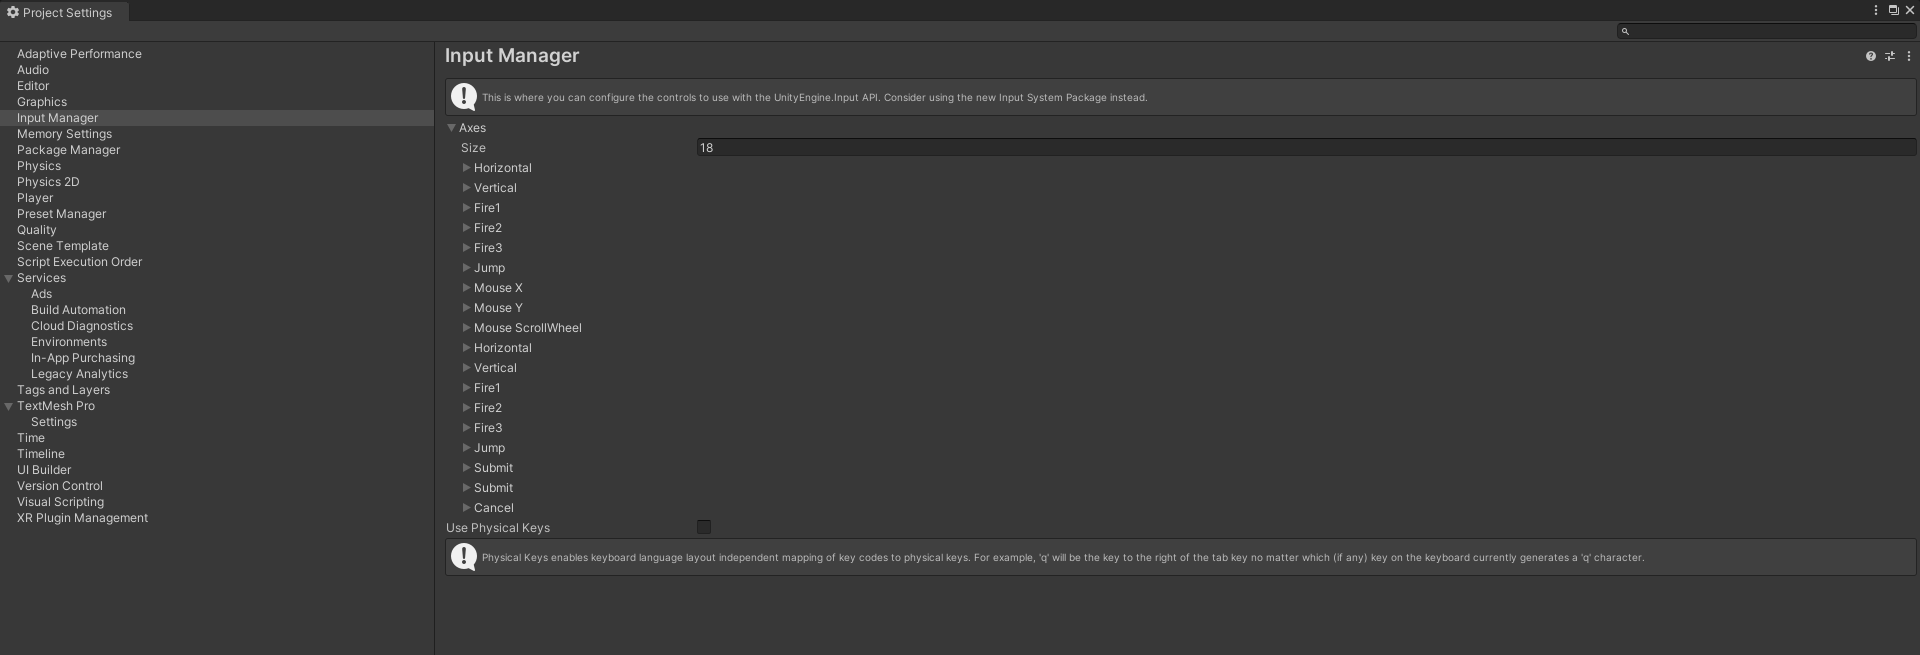 Project Settings
Adaptive Performance
Audio
Editor
Graphics
Input Manager
Memory Settings
Package Manager
Physics
Physics 2D
Player
Preset Manager
Quality
Scene Template
Script Execution Order
Services
Ads
Build Automation
Cloud Diagnostics
Environments
In-App Purchasing
Legacy Analytics
Tags and Layers
TextMesh Pro
Settings
Time
Timeline
UI Builder
Version Control
Visual Scripting
XR Plugin Management
Input Manager
This is where you can configure the controls to use with the UnityEngine.Input API. Consider using the new Input System Package instead.
Axes
Size 18
Horizontal
Vertical
Fire1
Fire2
Fire3
Jump
Mouse X
Mouse Y
Mouse ScrollWheel
Horizontal
Vertical
Fire1
Fire2
Fire3
Jump
Submit
Submit
Cancel
Use Physical Keys
Physical Keys enables keyboard language layout independent mapping of key codes to physical keys. For example, 'q' will be the key to the right of the tab key no matter which (if any) key on the keyboard currently generates a 'q' character.